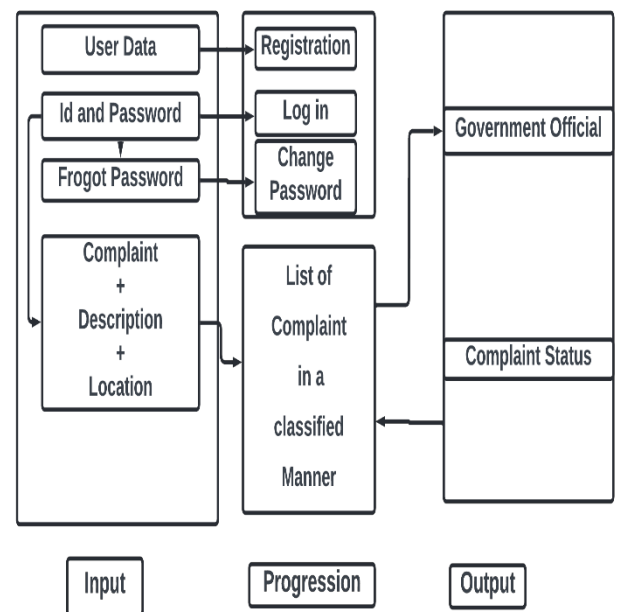 User Data
Id and Password
Frogot Password
Complaint
+
Description
+
Location
Registration
Log in
Change
Password
List of
Complaint
in a
classified
Manner
Government Official
Complaint Status
Input
Progression
Output